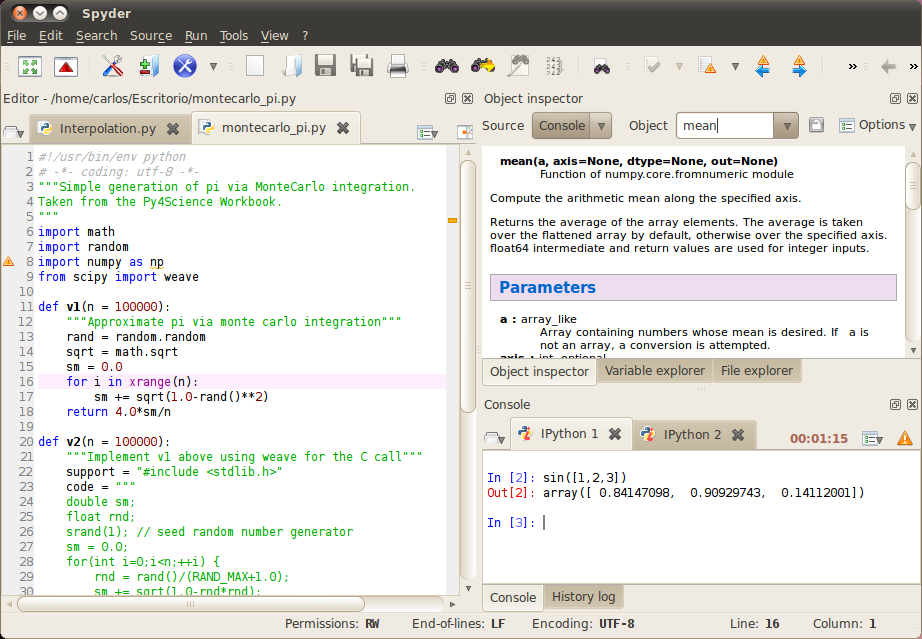 Spyder
File Edit Search Source Run Tools View ?
Editor - /home/carlos/Escritorio/montecarlo_pi.py
Interpolation.py montecarlo_pi.py
1 #!/usr/bin/env python
2 # -*- coding: utf-8 -*-
3 """Simple generation of pi via MonteCarlo integration.
4 Taken from the Py4Science Workbook.
5 """
6 import math
7 import random
8 import numpy as np
9 from scipy import weave
10
11 def v1(n = 100000):
12 """Approximate pi via monte carlo integration"""
13 rand = random.random
14 sqrt = math.sqrt
15 sm = 0.0
16 for i in xrange(n):
17 sm += sqrt(1.0-rand()**2)
18 return 4.0*sm/n
19
20 def v2(n = 100000):
21 """Implement v1 above using weave for the C call"""
22 support = "#include <stdlib.h>"
23 code = """
24 double sm;
25 float rnd;
26 srand(1); // seed random number generator
27 sm = 0.0;
28 for(int i=0;i<n;++i) {
29 rnd = rand()/(RAND_MAX+1.0);
30 sm += sqrt(1.0-rnd*rnd);
Object inspector
Source Console Object mean Options
mean(a, axis=None, dtype=None, out=None)
Function of numpy.core.fromnumeric module
Compute the arithmetic mean along the specified axis.
Returns the average of the array elements. The average is taken
over the flattened array by default, otherwise over the specified axis.
float64 intermediate and return values are used for integer inputs.
Parameters
a : array_like
Array containing numbers whose mean is desired. If a is
not an array, a conversion is attempted.
axis : int, optional
Object inspector Variable explorer File explorer
Console
IPython 1 IPython 2 00:01:15
In [2]: sin([1,2,3])
Out[2]: array([ 0.84147098, 0.90929743, 0.14112001])
In [3]:
Console History log
Permissions: RW End-of-lines: LF Encoding: UTF-8 Line: 16 Column: 1